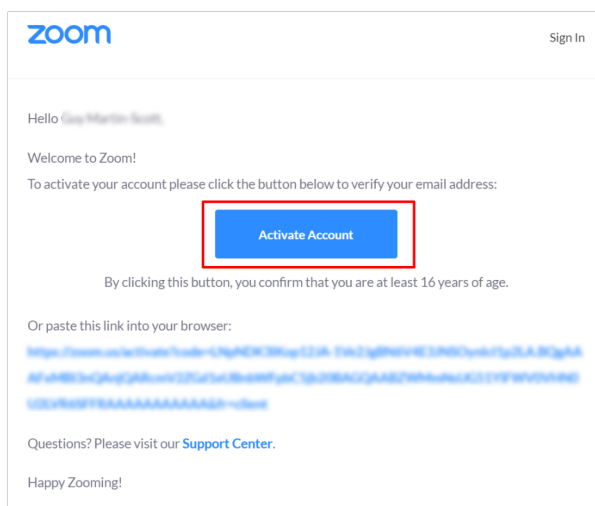 zoom
Sign In
Hello
Welcome to Zoom!
To activate your account please click the button below to verify your email address:
Activate Account
By clicking this button, you confirm that you are at least 16 years of age.
Or paste this link into your browser:
Questions? Please visit our Support Center.
Happy Zooming!